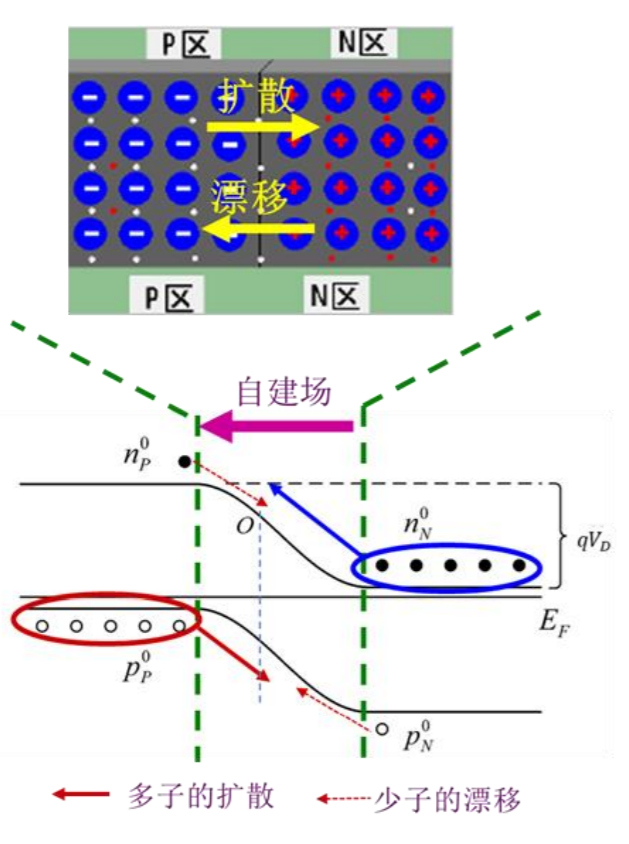 P区 N区
扩散
漂移
P区 N区
自建场
n_P^0
O
n_N^0
qV_D
E_F
p_P^0
p_N^0
多子的扩散 少子的漂移